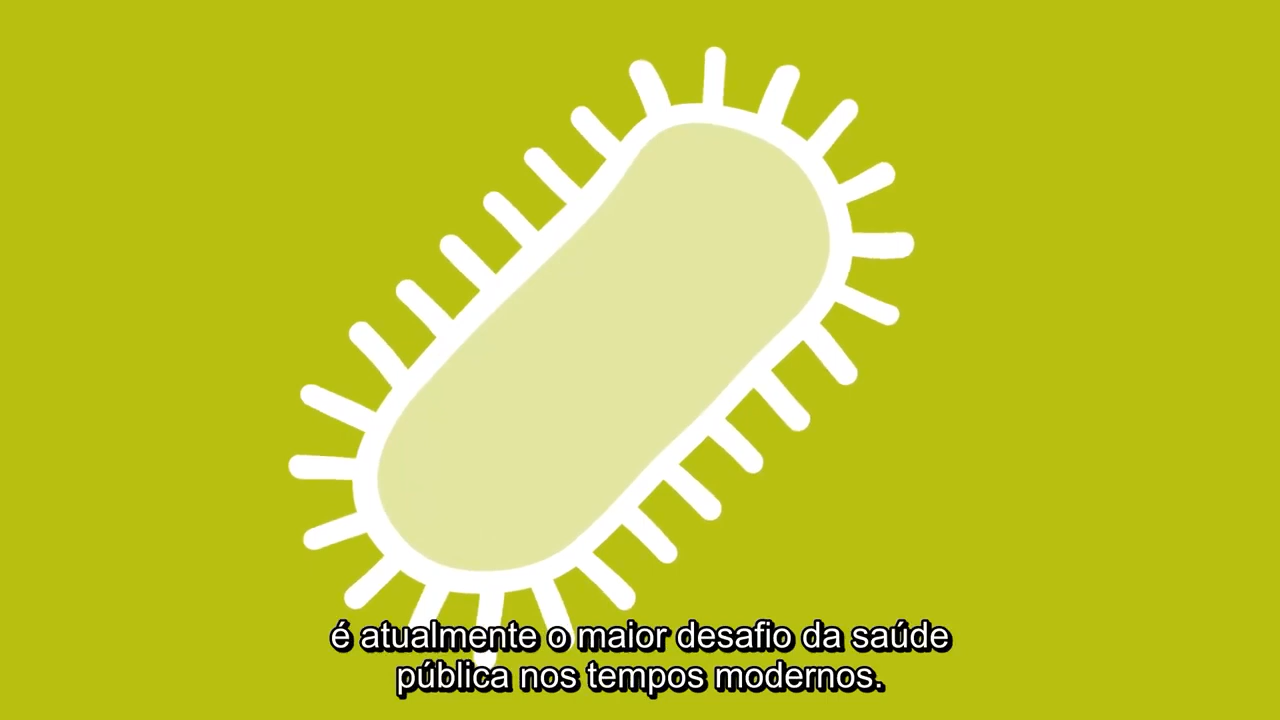 é atualmente o maior desafio da saúde
pública nos tempos modernos.